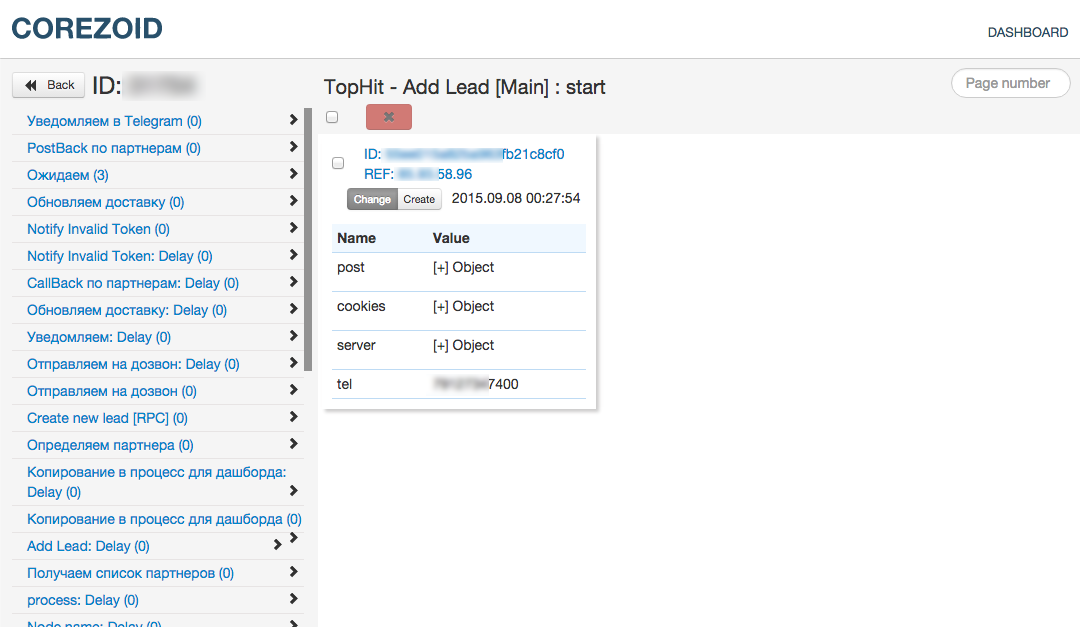 COREZOID
DASHBOARD
Back
ID:
TopHit - Add Lead [Main] : start
Page number
Уведомляем в Telegram (0)
PostBack по партнерам (0)
Ожидаем (3)
Обновляем доставку (0)
Notify Invalid Token (0)
Notify Invalid Token: Delay (0)
CallBack по партнерам: Delay (0)
Обновляем доставку: Delay (0)
Уведомляем: Delay (0)
Отправляем на дозвон: Delay (0)
Отправляем на дозвон (0)
Create new lead [RPC] (0)
Определяем партнера (0)
Копирование в процесс для дашборда:
Delay (0)
Копирование в процесс для дашборда (0)
Add Lead: Delay (0)
Получаем список партнеров (0)
process: Delay (0)
Node name: Delay (0)
ID: fb21c8cf0
REF: 58.96
Change Create 2015.09.08 00:27:54
Name Value
post [+] Object
cookies [+] Object
server [+] Object
tel 7400